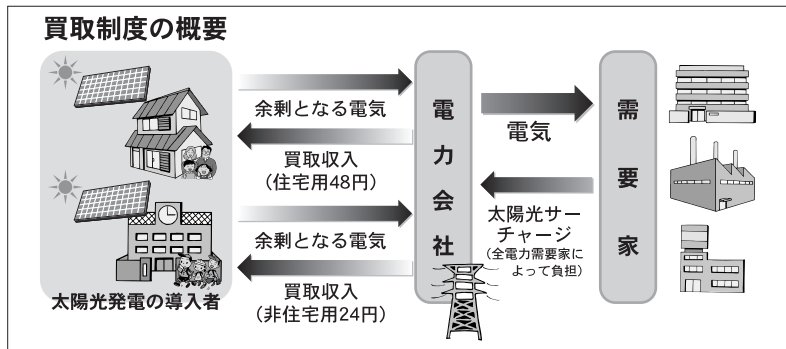 買取制度の概要
余剰となる電気
買取収入
(住宅用48円)
余剰となる電気
買取収入
(非住宅用24円)
太陽光発電の導入者
電力会社
電気
太陽光サー
チャージ
(全電力需要家に
よって負担)
需要家